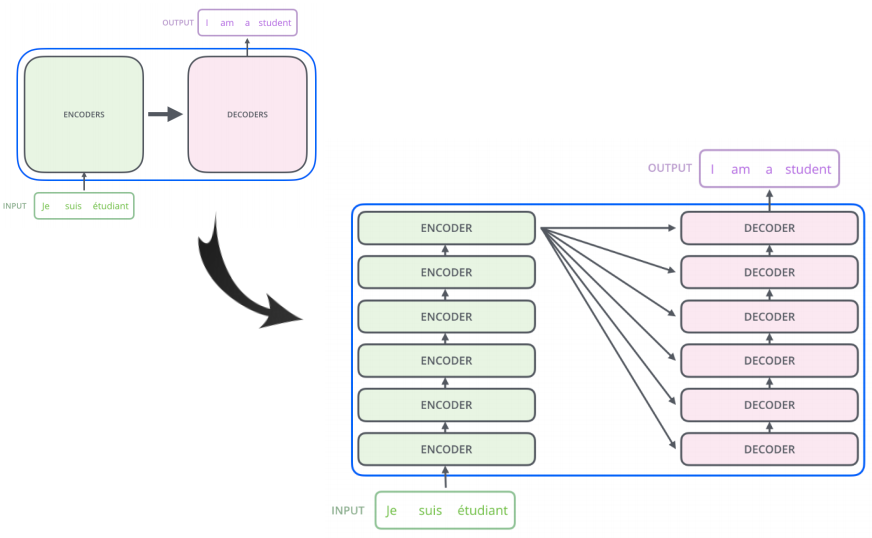 OUTPUT I am a student
ENCODERS DECODERS
INPUT Je suis étudiant
OUTPUT I am a student
ENCODER DECODER
ENCODER DECODER
ENCODER DECODER
ENCODER DECODER
ENCODER DECODER
ENCODER DECODER
INPUT Je suis étudiant